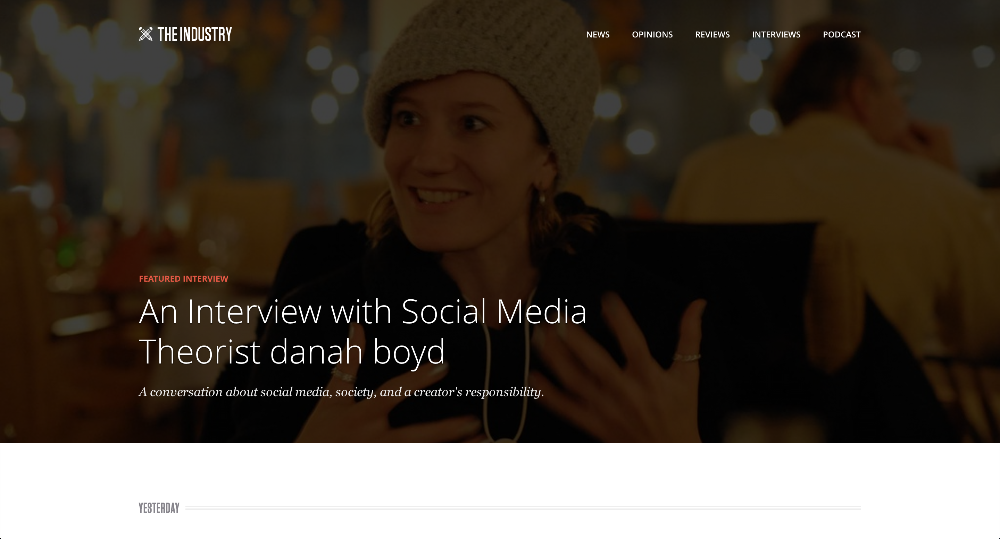 THE INDUSTRY
NEWS OPINIONS REVIEWS INTERVIEWS PODCAST
FEATURED INTERVIEW
An Interview with Social Media
Theorist danah boyd
A conversation about social media, society, and a creator's responsibility.
YESTERDAY